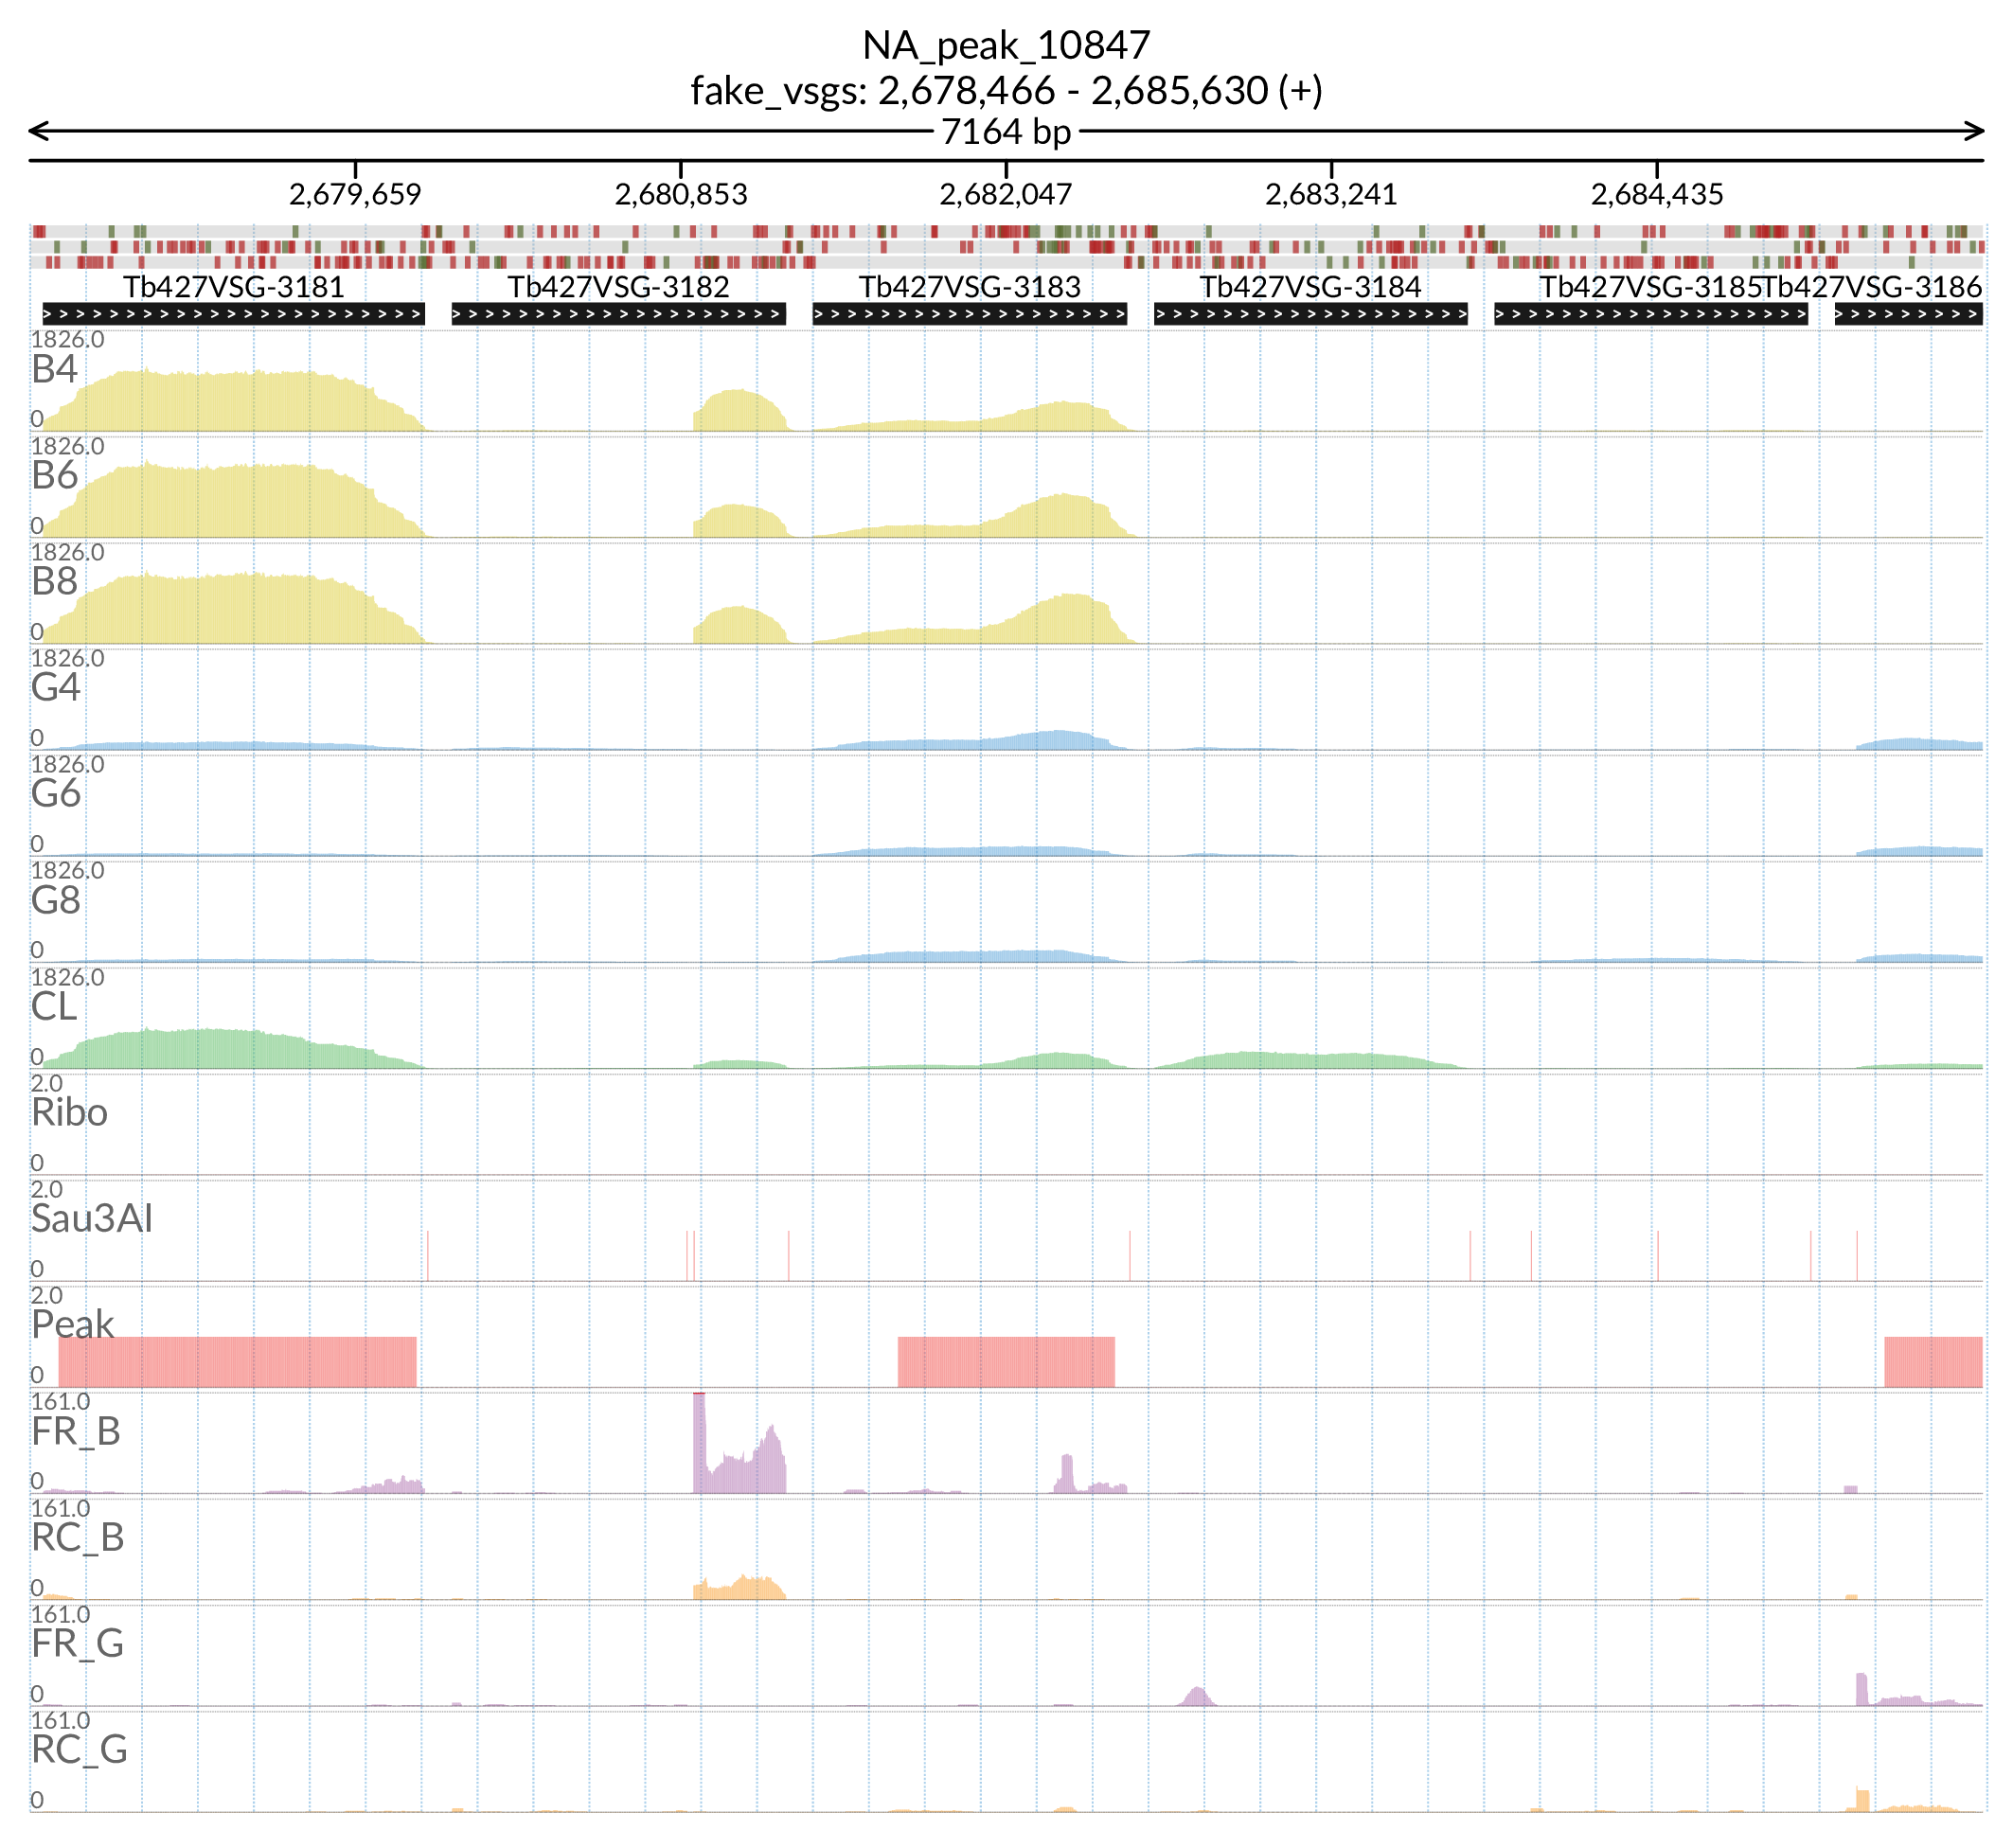 NA_peak_10847
fake_vsgs: 2,678,466 - 2,685,630 (+)
7164 bp
2,679,659 2,680,853 2,682,047 2,683,241 2,684,435
Tb427VSG-3181 Tb427VSG-3182 Tb427VSG-3183 Tb427VSG-3184 Tb427VSG-3185 Tb427VSG-3186
1826.0
B4
0
1826.0
B6
0
1826.0
B8
0
1826.0
G4
0
1826.0
G6
0
1826.0
G8
0
1826.0
CL
0
2.0
Ribo
0
2.0
Sau3AI
0
2.0
Peak
0
161.0
FR_B
0
161.0
RC_B
0
161.0
FR_G
0
161.0
RC_G
0